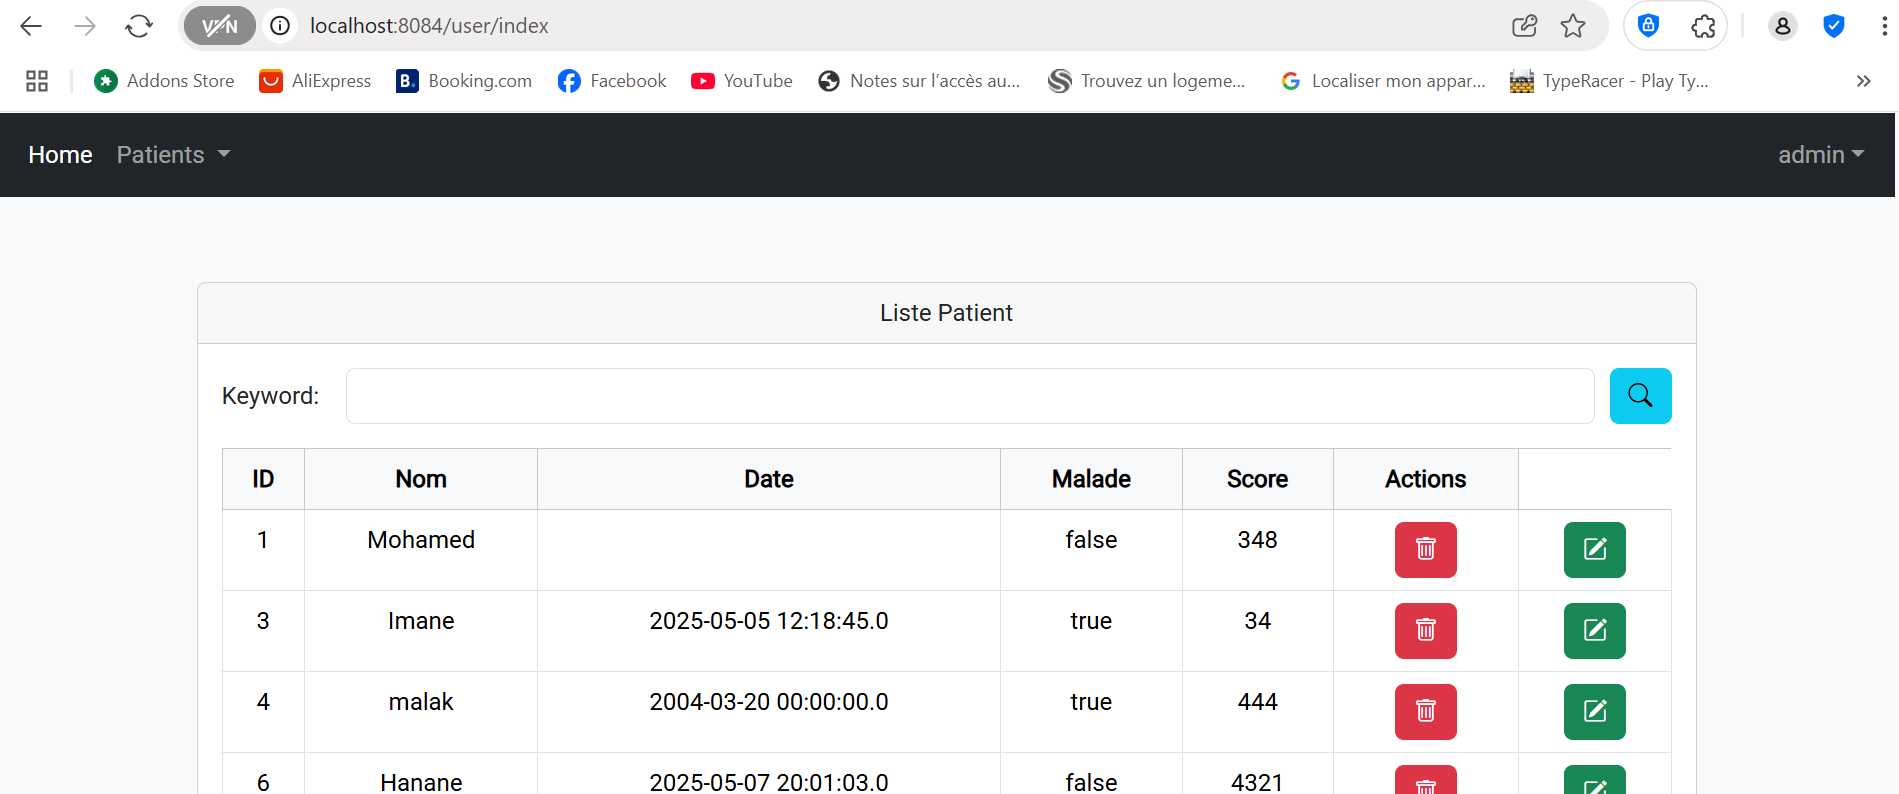 VPN localhost:8084/user/index
Addons Store AliExpress B. Booking.com Facebook YouTube Notes sur l'accès au... Trouvez un logeme... G Localiser mon appar... TypeRacer - Play Ty... »
Home Patients admin
Liste Patient
Keyword:
ID Nom Date Malade Score Actions
1 Mohamed false 348
3 Imane 2025-05-05 12:18:45.0 true 34
4 malak 2004-03-20 00:00:00.0 true 444
6 Hanane 2025-05-07 20:01:03.0 false 4321